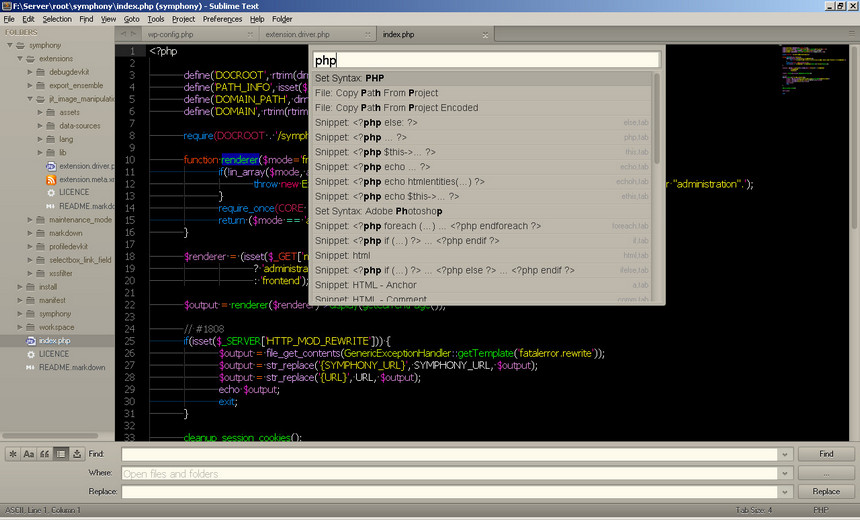 F:\Server\root\symphony\index.php - Sublime Text
File Edit Selection Find View Goto Tools Project Preferences Help Folder
FOLDERS
symphony
extensions
debugdevkit
export_ensemble
jit_image_manipulati
assets
data-sources
lang
lib
extension.driver.p
extension.meta.x
LICENCE
README.markdo
maintenance_mode
markdown
profiledevkit
selectbox_link_field
xssfilter
install
manifest
symphony
workspace
index.php
LICENCE
README.markdown
wp-config.php extension.driver.php index.php
1 <?php
2
3 define('DOCROOT', rtrim(dir
4 define('PATH_INFO', isset($
5 define('DOMAIN_PATH', dir
6 define('DOMAIN', rtrim(rtrim
7
8 require(DOCROOT . '/symph
9
10 function renderer($mode='fr
11 if(!in_array($mode,
12 throw new E r "administration".');
13 }
14 require_once(CORE
15 return ($mode == 'a
16 }
17
18 $renderer = (isset($_GET['m
19 ? 'administra
20 : 'frontend');
21
22 $output = renderer($renderer)->display(getCurrentPage());
23
24 // #1808
25 if(isset($_SERVER['HTTP_MOD_REWRITE'])) {
26 $output = file_get_contents(GenericExceptionHandler::getTemplate('fatalerror.rewrite'));
27 $output = str_replace('{SYMPHONY_URL}', SYMPHONY_URL, $output);
28 $output = str_replace('{URL}', URL, $output);
29 echo $output;
30 exit;
31 }
32
33 cleanup_session_cookies();
php
Set Syntax: PHP
File: Copy Path From Project
File: Copy Path From Project Encoded
Snippet: <?php else: ?> else,tab
Snippet: <?php ... ?> php,tab
Snippet: <?php $this->... ?> this,tab
Snippet: <?php echo ... ?> echo,tab
Snippet: <?php echo htmlentities(...) ?> echoh,tab
Snippet: <?php echo $this->... ?> ethis,tab
Set Syntax: Adobe Photoshop
Snippet: <?php foreach (...) ... <?php endforeach ?> foreach,tab
Snippet: <?php if (...) ?> ... <?php endif ?> if,tab
Snippet: html html,tab
Snippet: <?php if (...) ?> ... <?php else ?> ... <?php endif ?> ifelse,tab
Snippet: HTML - Anchor a,tab
Snippet: HTML - Comment
Find: Find
Where: Open files and folders ...
Replace: Replace
ASCII, Line 1, Column 1 Tab Size: 4 PHP